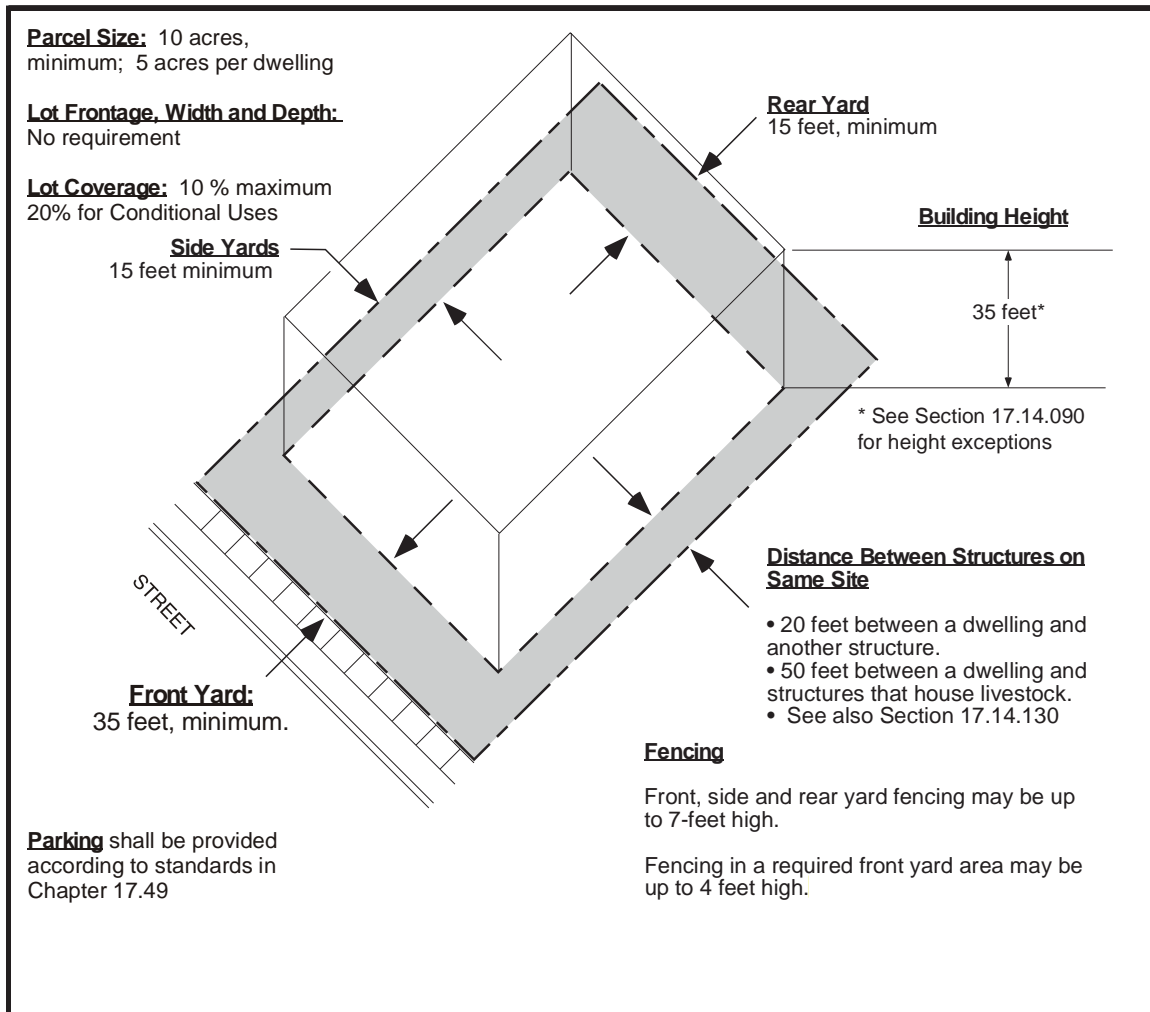 Parcel Size: 10 acres,
minimum; 5 acres per dwelling
Lot Frontage, Width and Depth:
No requirement
Lot Coverage: 10 % maximum
20% for Conditional Uses
Side Yards
15 feet minimum
Rear Yard
15 feet, minimum
Building Height
35 feet*
* See Section 17.14.090
for height exceptions
STREET
Front Yard:
35 feet, minimum.
Distance Between Structures on
Same Site
• 20 feet between a dwelling and
another structure.
• 50 feet between a dwelling and
structures that house livestock.
• See also Section 17.14.130
Fencing
Front, side and rear yard fencing may be up
to 7-feet high.
Fencing in a required front yard area may be
up to 4 feet high.
Parking shall be provided
according to standards in
Chapter 17.49